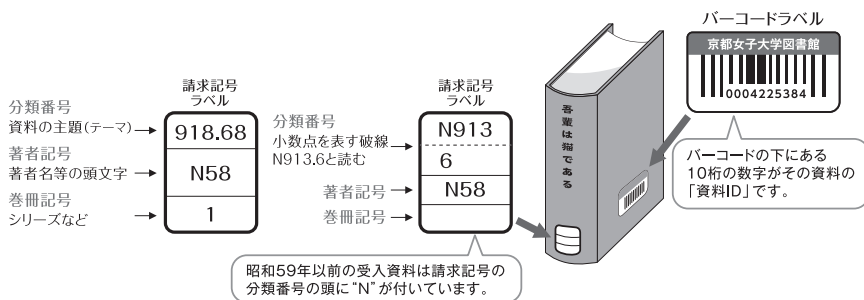 請求記号
ラベル
分類番号
資料の主題(テーマ)
918.68
著者記号
著者名等の頭文字
N58
巻冊記号
シリーズなど
1
請求記号
ラベル
分類番号
小数点を表す破線
N913.6と読む
N913
6
著者記号
N58
巻冊記号
昭和59年以前の受入資料は請求記号の
分類番号の頭に“N”が付いています。
吾輩は猫である
バーコードラベル
京都女子大学図書館
0004225384
バーコードの下にある
10桁の数字がその資料の
「資料ID」です。